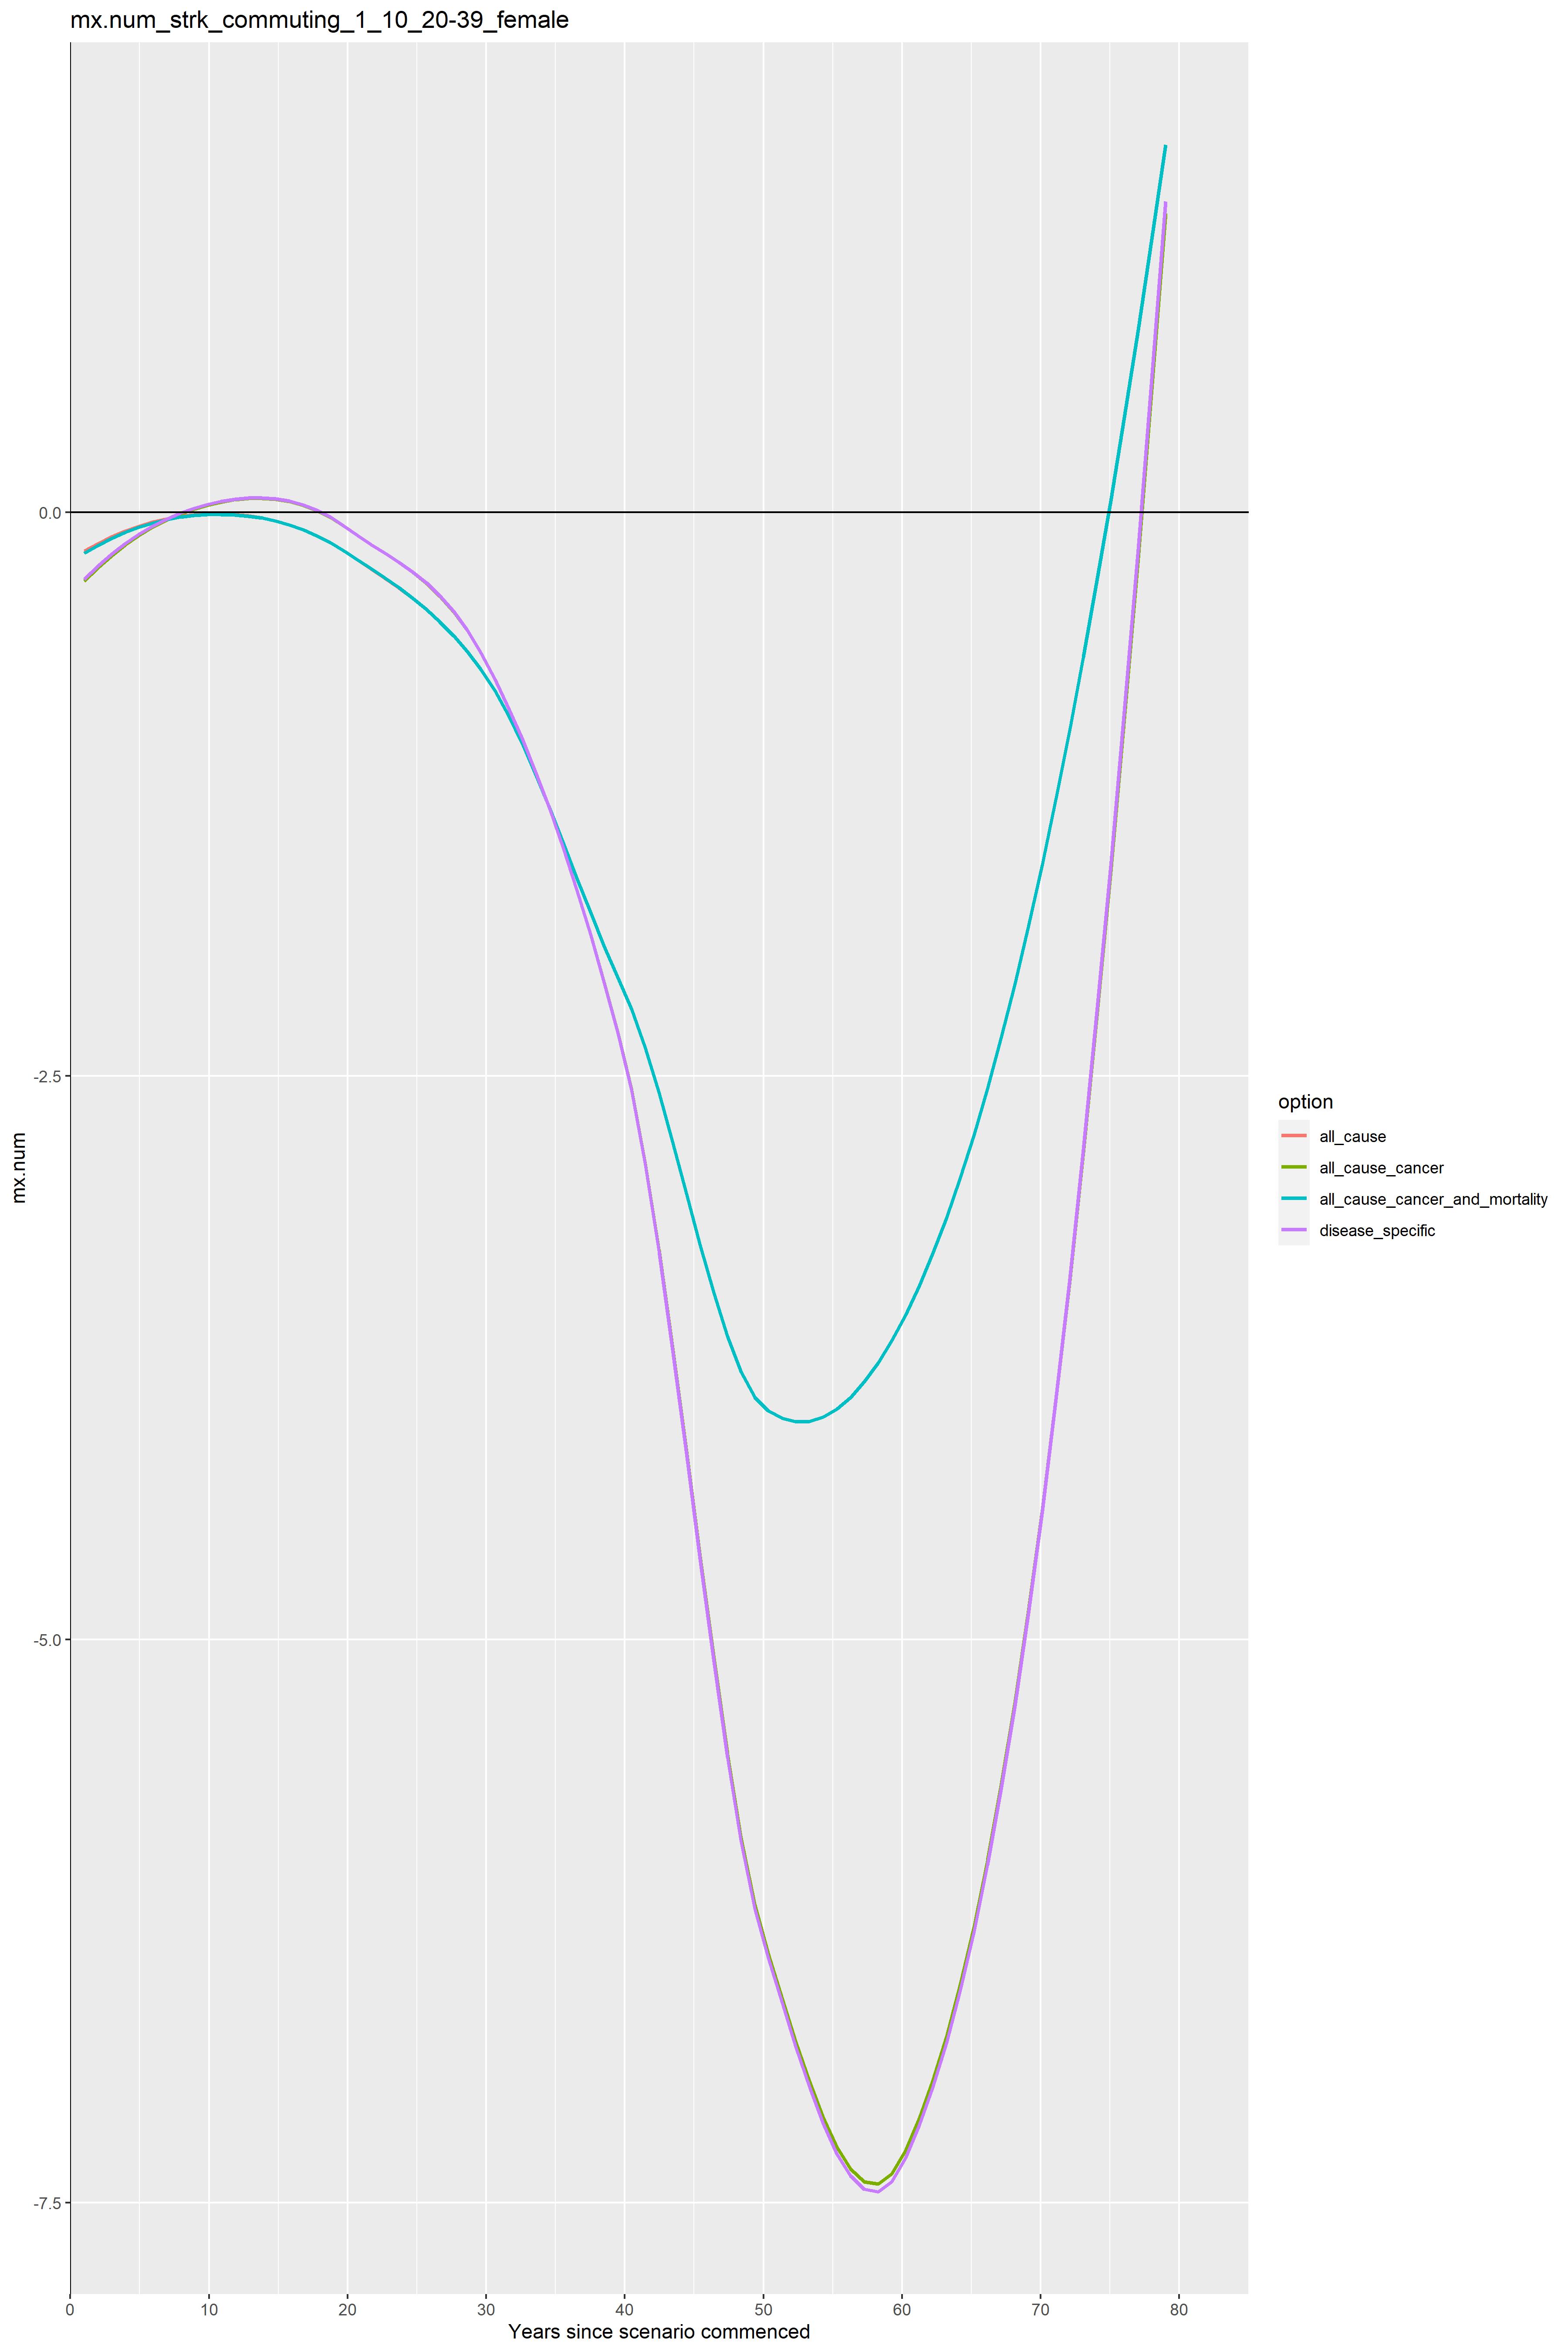 mx.num_strk_commuting_1_10_20-39_female
0.0
-2.5
-5.0
-7.5
mx.num
0 10 20 30 40 50 60 70 80
Years since scenario commenced
option
all_cause
all_cause_cancer
all_cause_cancer_and_mortality
disease_specific